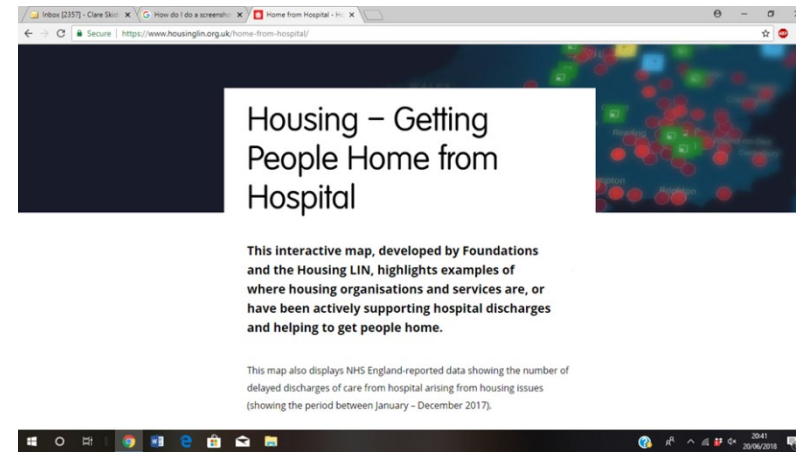 Inbox [2357] - Clare Skid
How do I do a screensho
Home from Hospital - Ho
Secure
https://www.housinglin.org.uk/home-from-hospital/
Reading
Brighton
Housing – Getting
People Home from
Hospital
This interactive map, developed by Foundations
and the Housing LIN, highlights examples of
where housing organisations and services are, or
have been actively supporting hospital discharges
and helping to get people home.
This map also displays NHS England-reported data showing the number of
delayed discharges of care from hospital arising from housing issues
(showing the period between January – December 2017).
20:41
20/06/2018